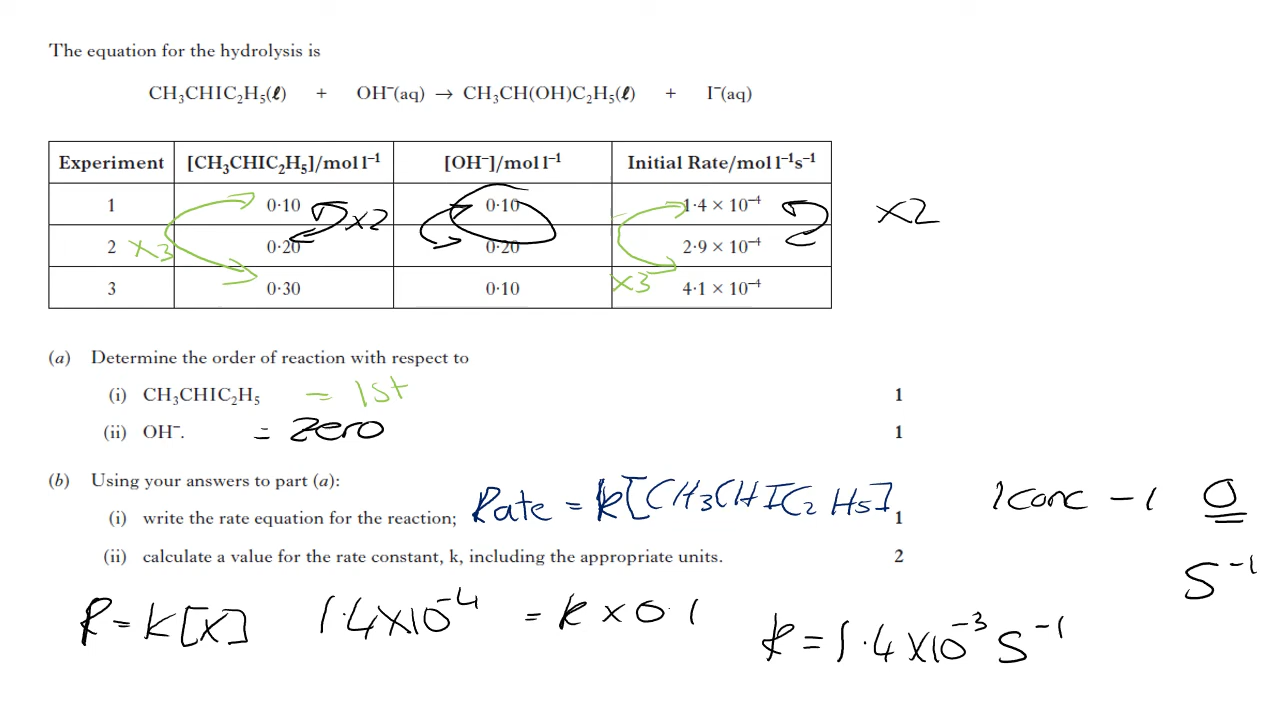 The equation for the hydrolysis is
CH₃CHIC₂H₅(ℓ) + OH⁻(aq) → CH₃CH(OH)C₂H₅(ℓ) + I⁻(aq)
Experiment [CH₃CHIC₂H₅]/mol l⁻¹ [OH⁻]/mol l⁻¹ Initial Rate/mol l⁻¹s⁻¹
1 0·10 0·10 1·4 × 10⁻⁴
x2 x2
2 0·20 0·20 2·9 × 10⁻⁴
x3 x3
3 0·30 0·10 4·1 × 10⁻⁴
(a) Determine the order of reaction with respect to
(i) CH₃CHIC₂H₅ = 1st 1
(ii) OH⁻. = zero 1
(b) Using your answers to part (a):
(i) write the rate equation for the reaction; Rate = k[CH3CHIC2H5] 1
1conc - 1 0
(ii) calculate a value for the rate constant, k, including the appropriate units. 2
S⁻¹
R = k[x] 1.4x10⁻⁴ = k x 0.1
k = 1.4x10⁻³ S⁻¹